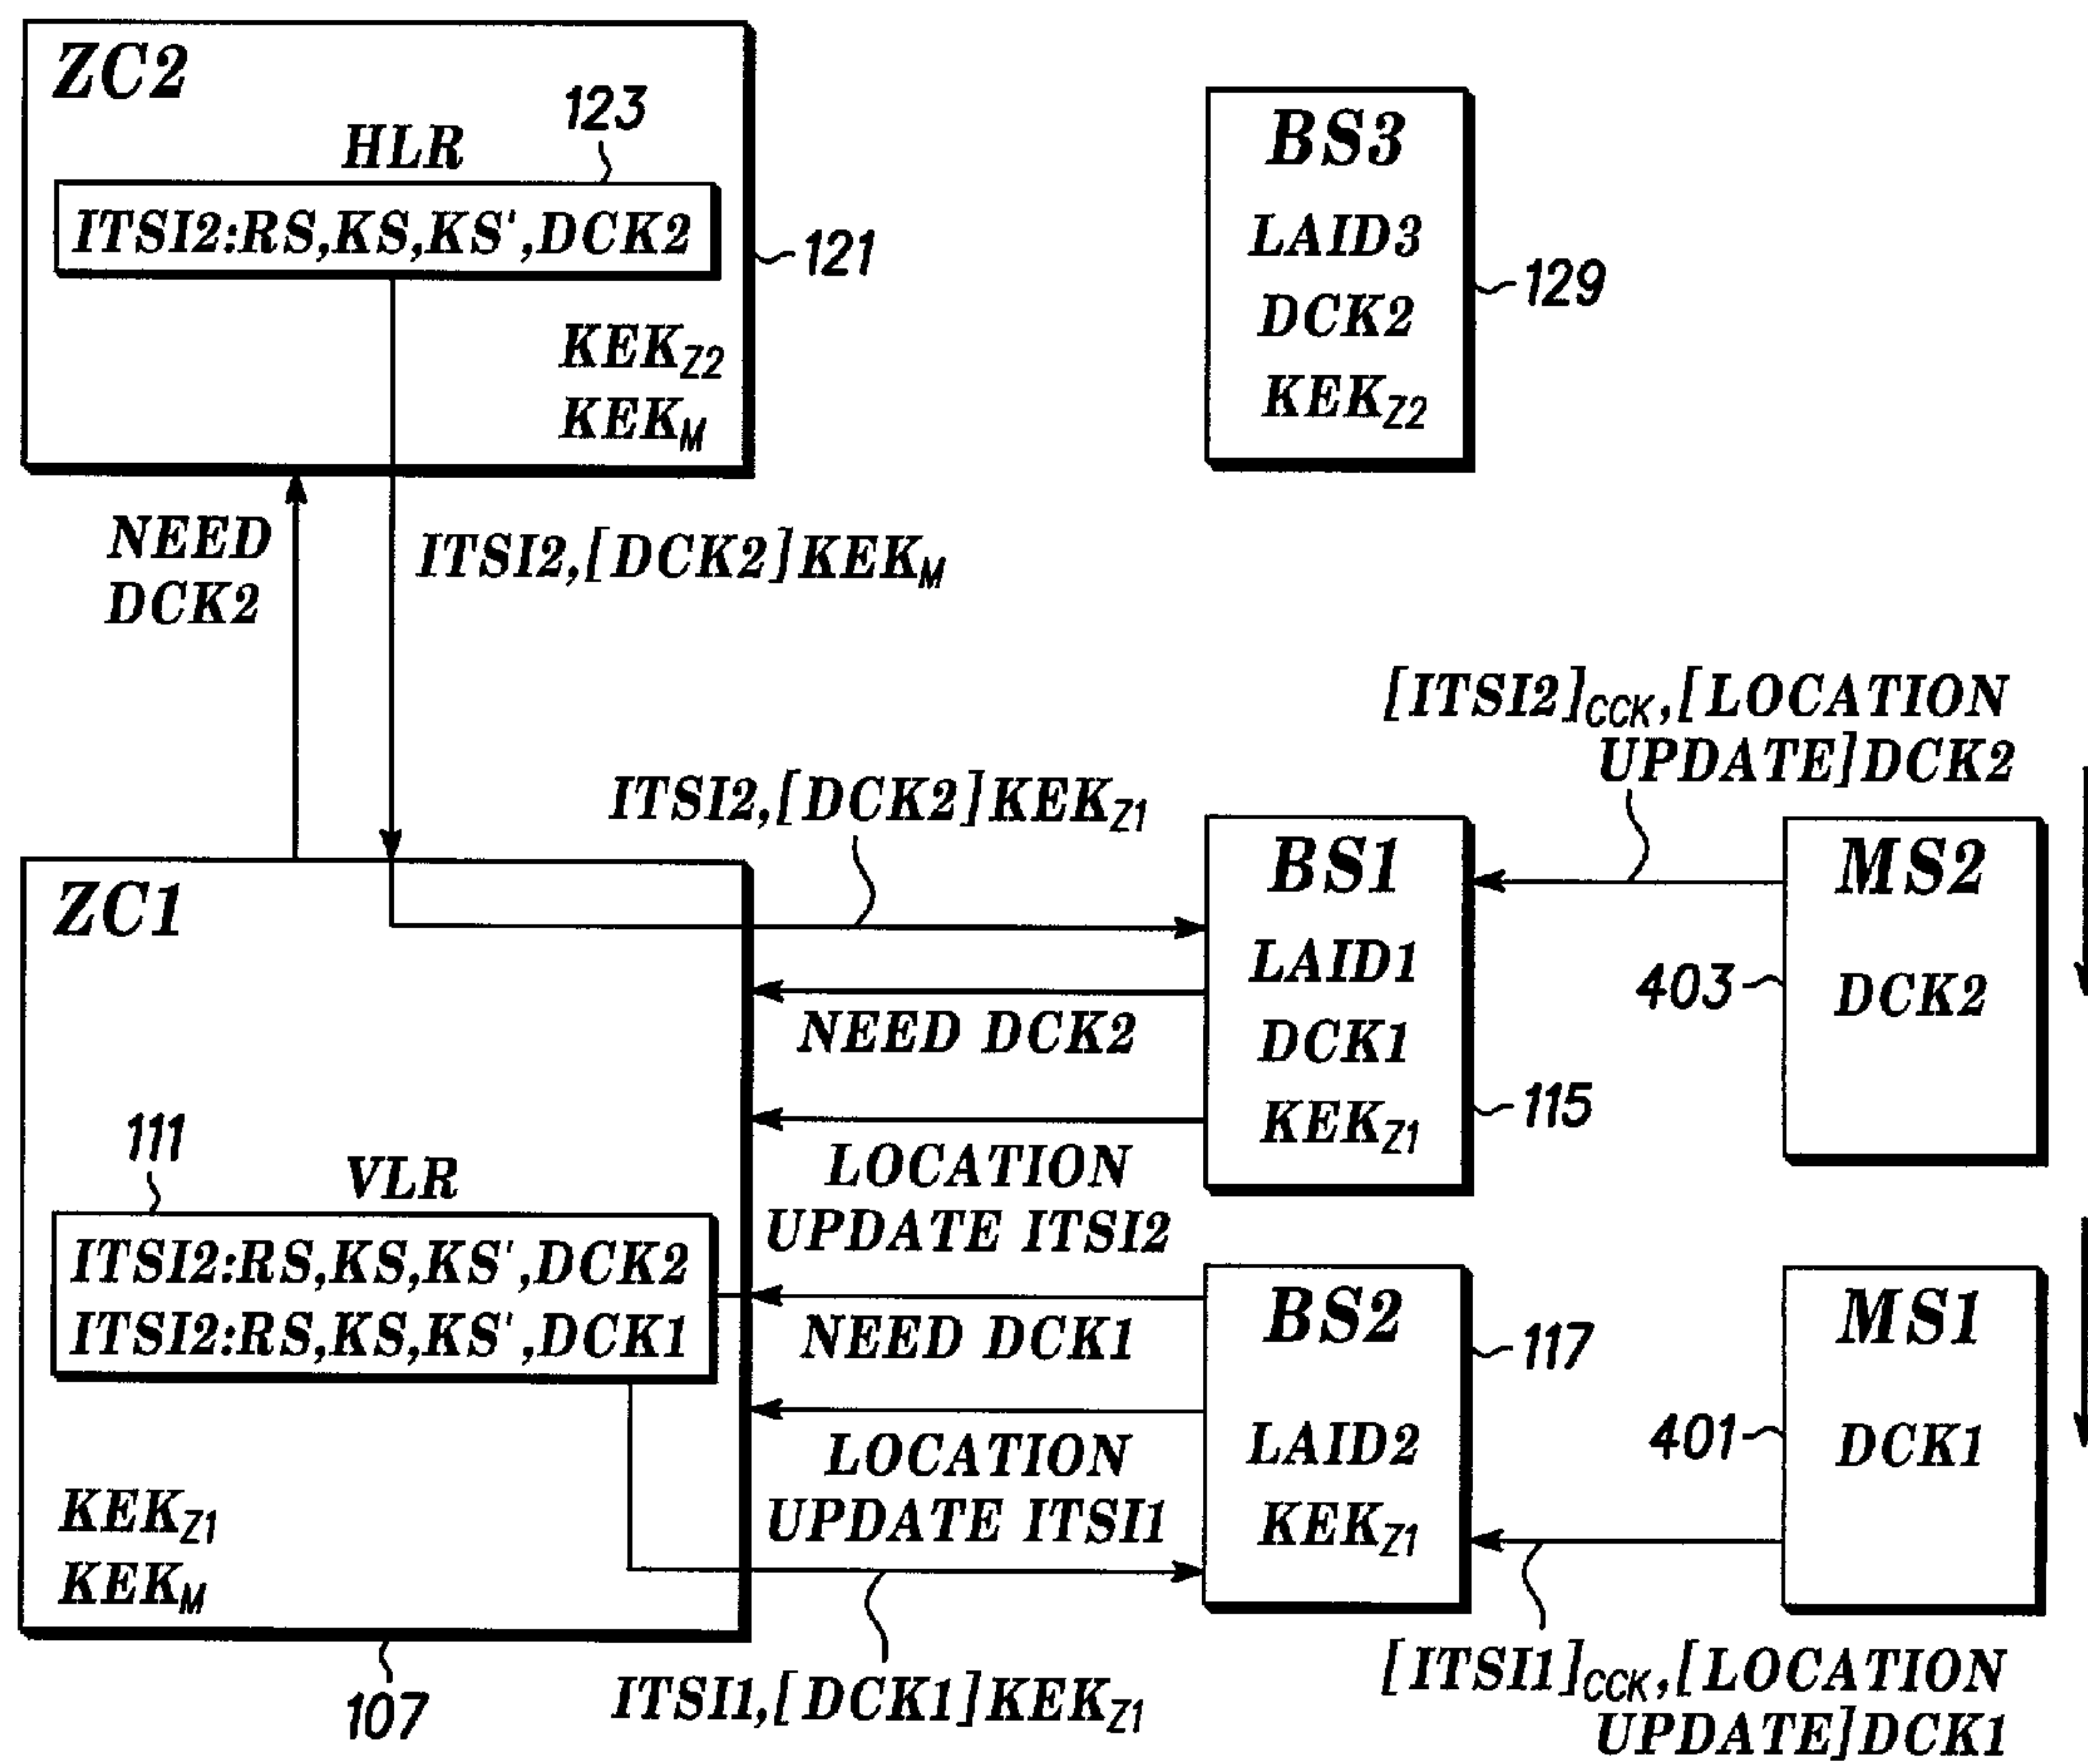 ZC2
123
HLR
ITSI2:RS,KS,KS',DCK2
121
KEKZ2
KEKM
BS3
LAID3
DCK2
KEKZ2
129
NEED
DCK2
ITSI2,[DCK2]KEKM
[ITSI2]CCK,[LOCATION
UPDATE]DCK2
ITSI2,[DCK2]KEKZ1
ZC1
BS1
LAID1
DCK1
KEKZ1
115
MS2
DCK2
403
NEED DCK2
LOCATION
UPDATE ITSI2
111
VLR
ITSI2:RS,KS,KS',DCK2
ITSI2:RS,KS,KS',DCK1
NEED DCK1
LOCATION
UPDATE ITSI1
BS2
LAID2
KEKZ1
117
MS1
DCK1
401
KEKZ1
KEKM
107
ITSI1,[DCK1]KEKZ1
[ITSI1]CCK,[LOCATION
UPDATE]DCK1